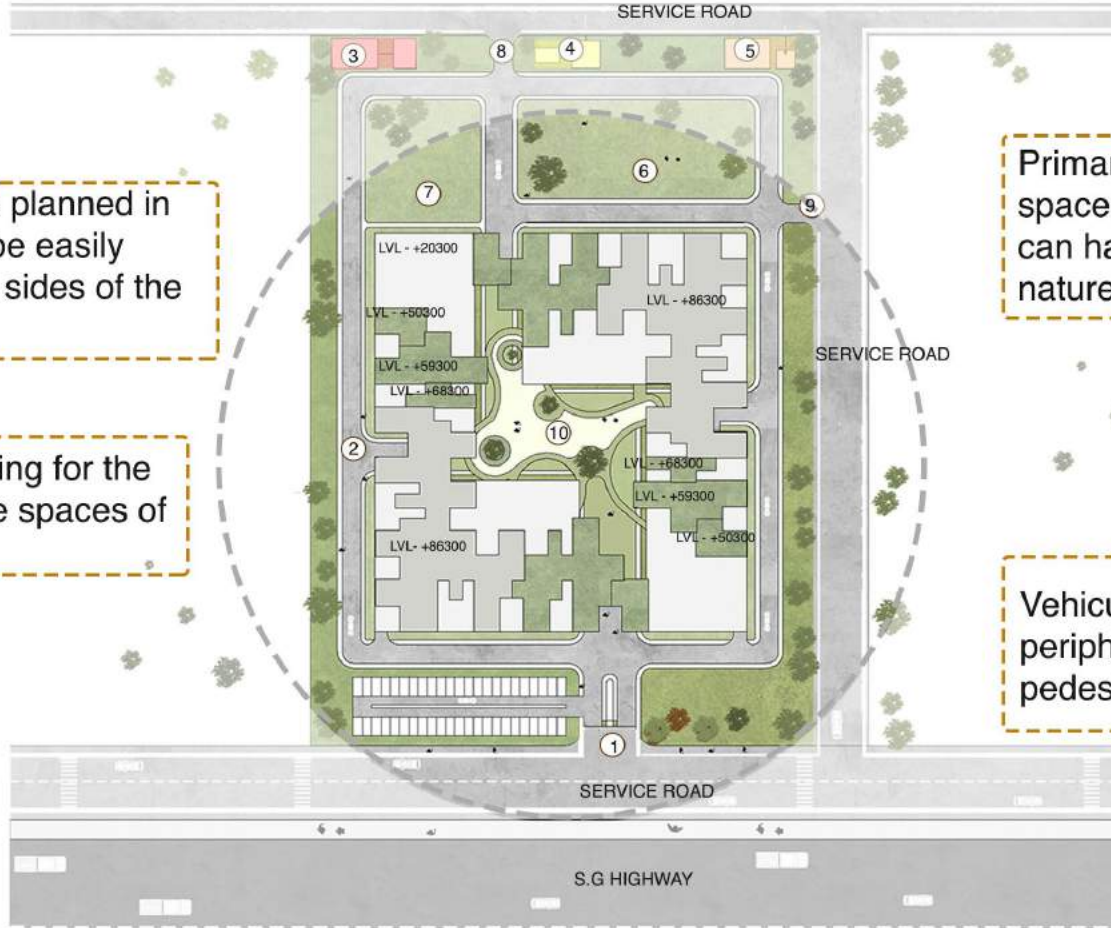 SERVICE ROAD
3
8
4
5
planned in
be easily
sides of the
7
6
9
Primar
space
can ha
nature
LVL - +20300
LVL - +86300
LVL - +50300
LVL - +59300
LVL - +68300
SERVICE ROAD
2
10
ing for the
e spaces of
LVL - +68300
LVL - +59300
LVL - +50300
LVL- +86300
Vehicu
periph
pedes
1
SERVICE ROAD
S.G HIGHWAY